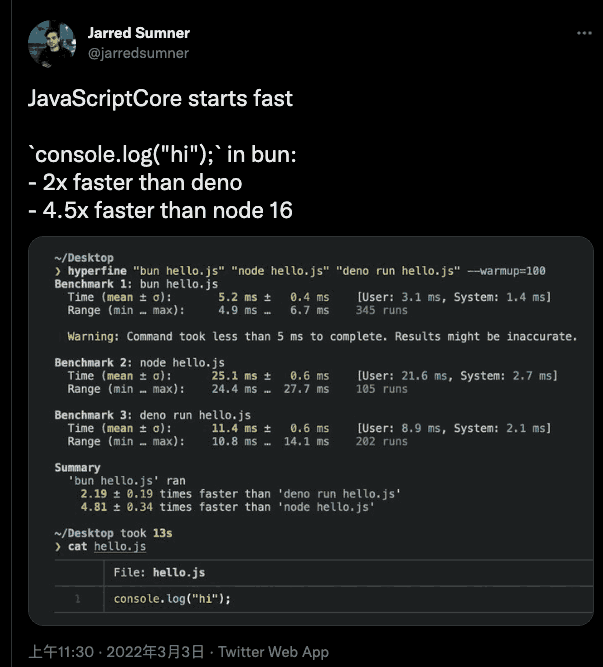 Jarred Sumner
@jarredsumner
JavaScriptCore starts fast
`console.log("hi");` in bun:
- 2x faster than deno
- 4.5x faster than node 16
~/Desktop
❯ hyperfine "bun hello.js" "node hello.js" "deno run hello.js" --warmup=100
Benchmark 1: bun hello.js
Time (mean ± σ): 5.2 ms ± 0.4 ms [User: 3.1 ms, System: 1.4 ms]
Range (min … max): 4.9 ms … 6.7 ms 345 runs
Warning: Command took less than 5 ms to complete. Results might be inaccurate.
Benchmark 2: node hello.js
Time (mean ± σ): 25.1 ms ± 0.6 ms [User: 21.6 ms, System: 2.7 ms]
Range (min … max): 24.4 ms … 27.7 ms 105 runs
Benchmark 3: deno run hello.js
Time (mean ± σ): 11.4 ms ± 0.6 ms [User: 8.9 ms, System: 2.1 ms]
Range (min … max): 10.8 ms … 14.1 ms 202 runs
Summary
'bun hello.js' ran
2.19 ± 0.19 times faster than 'deno run hello.js'
4.81 ± 0.34 times faster than 'node hello.js'
~/Desktop took 13s
❯ cat hello.js
File: hello.js
1 console.log("hi");
上午11:30 · 2022年3月3日 · Twitter Web App